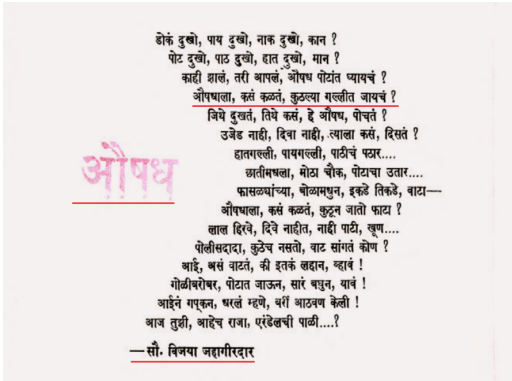 डोकं दुखो, पाय दुखो, नाक दुखो, कान ?
पोट दुखो, पाठ दुखो, हात दुखो, मान ?
काही झालं, तरी आपलं, औषध पोटांत घ्यायचं ?
औषधाला, कसं कळतं, कुठल्या गल्लीत जायचं ?
जिथे दुखतं, तिथे कसं, हे औषध, पोचतं ?
उजेड नाही, दिवा नाही, त्याला कसं, दिसतं ?
हातगल्ली, पायगल्ली, पाठीचं पठार....
छातीमधला, मोठा चौक, पोटाचा उतार....
फासळ्यांच्या, बोळामधुन, इकडे तिकडे, वाटा—
औषधाला, कसं कळतं, कुठून जातो फाटा ?
लाल हिरवे, दिवे नाहीत, नाही पाटी, खूण....
पोलीसदादा, कुठेच नसतो, वाट सांगतं कोण ?
आई, असं वाटतं, की इतकं लहान, व्हावं !
गोळीबरोबर, पोटात जाऊन, सारं बघुन, यावं !
आईनं गपकन, धरलं म्हणे, बरी आठवण केली !
आज तुझी, आहेच राजा, एरंडेलची पाळी....?
औषध
—सौ. विजया जहागीरदार